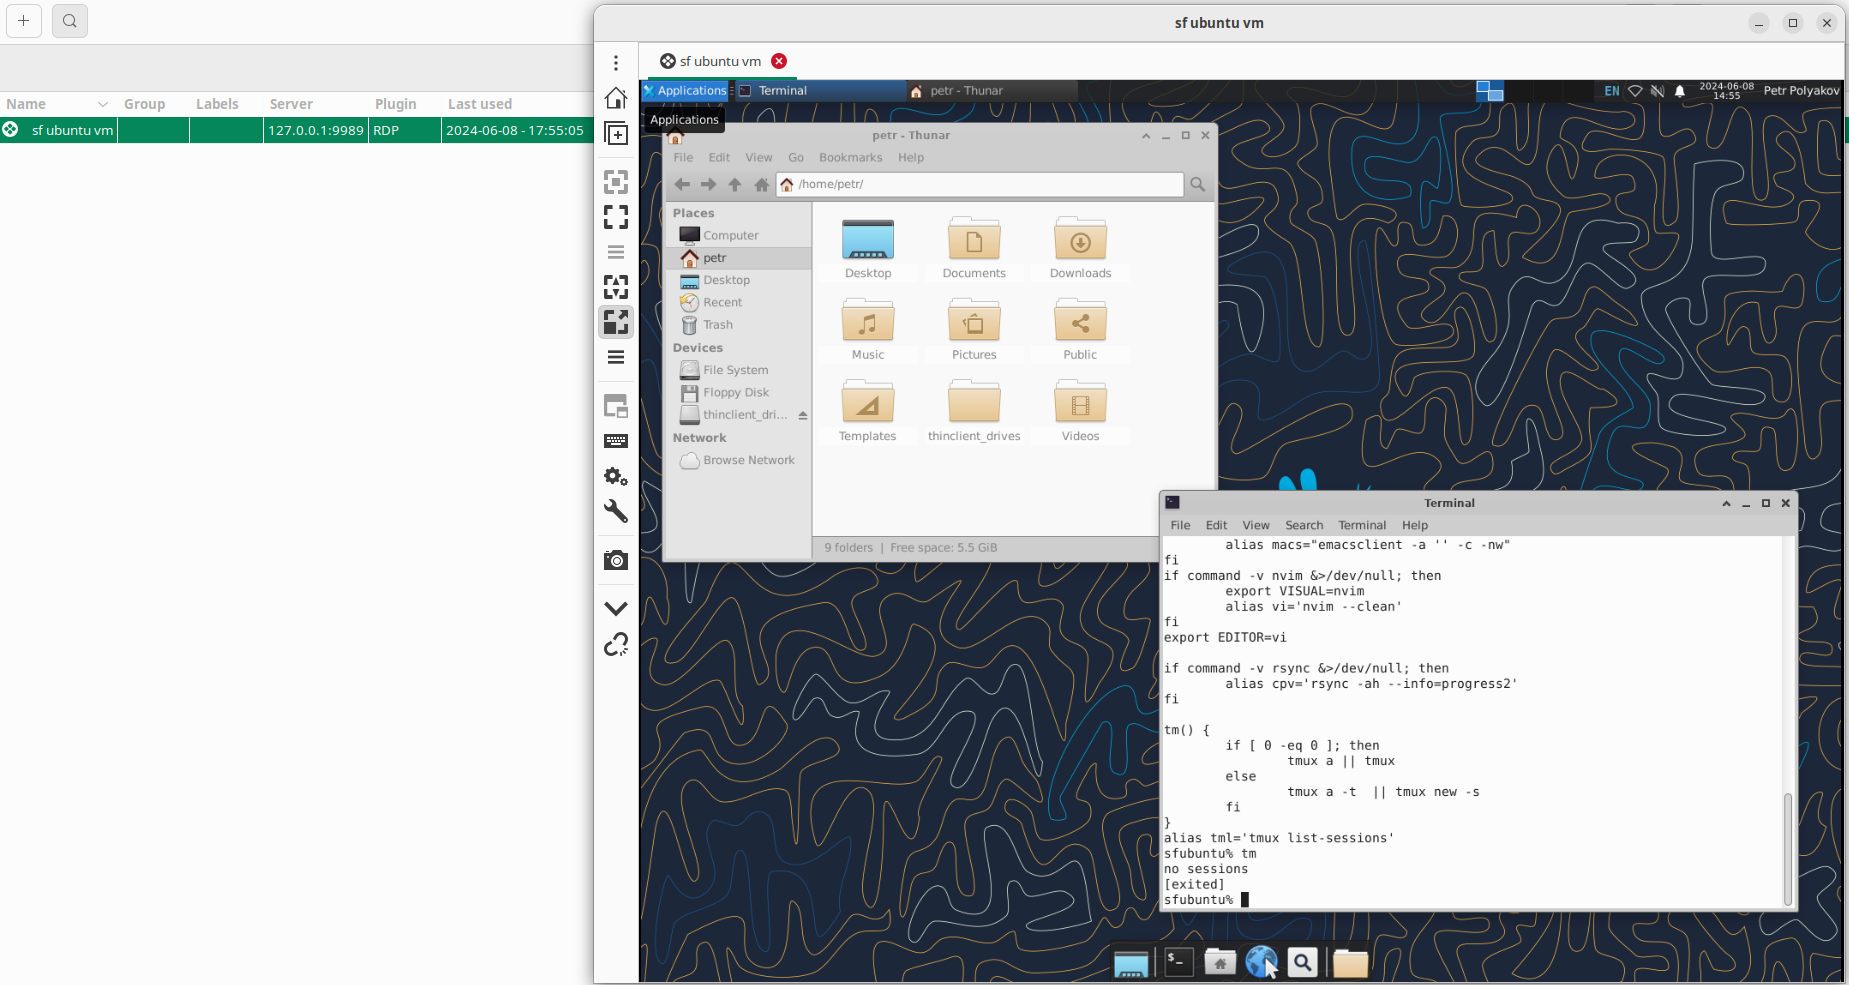 sf ubuntu vm
Name Group Labels Server Plugin Last used
sf ubuntu vm 127.0.0.1:9989 RDP 2024-06-08 - 17:55:05
sf ubuntu vm
Applications Terminal petr - Thunar EN 2024-06-08 14:55 Petr Polyakov
Applications
petr - Thunar
File Edit View Go Bookmarks Help
/home/petr/
Places
Computer
petr
Desktop
Recent
Trash
Devices
File System
Floppy Disk
thinclient_dri...
Network
Browse Network
Desktop Documents Downloads
Music Pictures Public
Templates thinclient_drives Videos
9 folders | Free space: 5.5 GiB
Terminal
File Edit View Search Terminal Help
alias macs="emacsclient -a '' -c -nw"
fi
if command -v nvim &>/dev/null; then
export VISUAL=nvim
alias vi='nvim --clean'
fi
export EDITOR=vi
if command -v rsync &>/dev/null; then
alias cpv='rsync -ah --info=progress2'
fi
tm() {
if [ 0 -eq 0 ]; then
tmux a || tmux
else
tmux a -t  || tmux new -s
fi
}
alias tml='tmux list-sessions'
sfubuntu% tm
no sessions
[exited]
sfubuntu%
$_